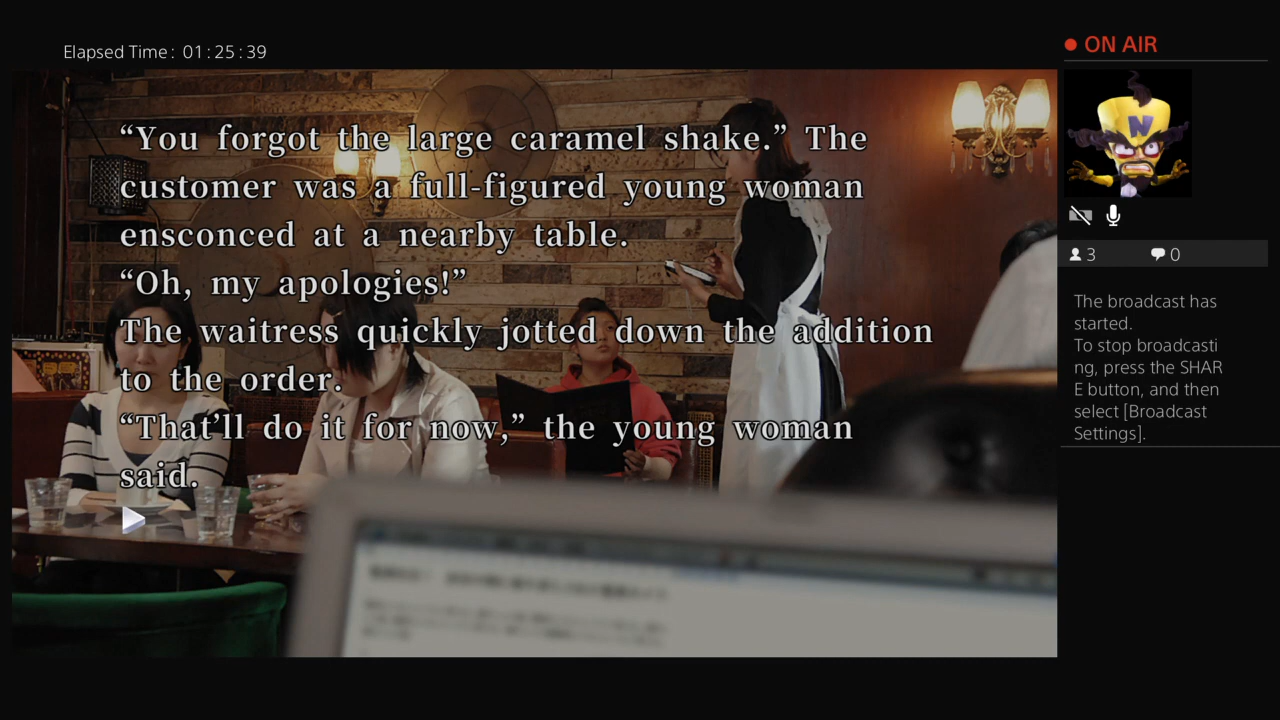 Elapsed Time: 01:25:39
ON AIR
N
3
0
“You forgot the large caramel shake.” The
customer was a full-figured young woman
ensconced at a nearby table.
“Oh, my apologies!”
The waitress quickly jotted down the addition
to the order.
“That’ll do it for now,” the young woman
said.
The broadcast has
started.
To stop broadcasti
ng, press the SHAR
E button, and then
select [Broadcast
Settings].